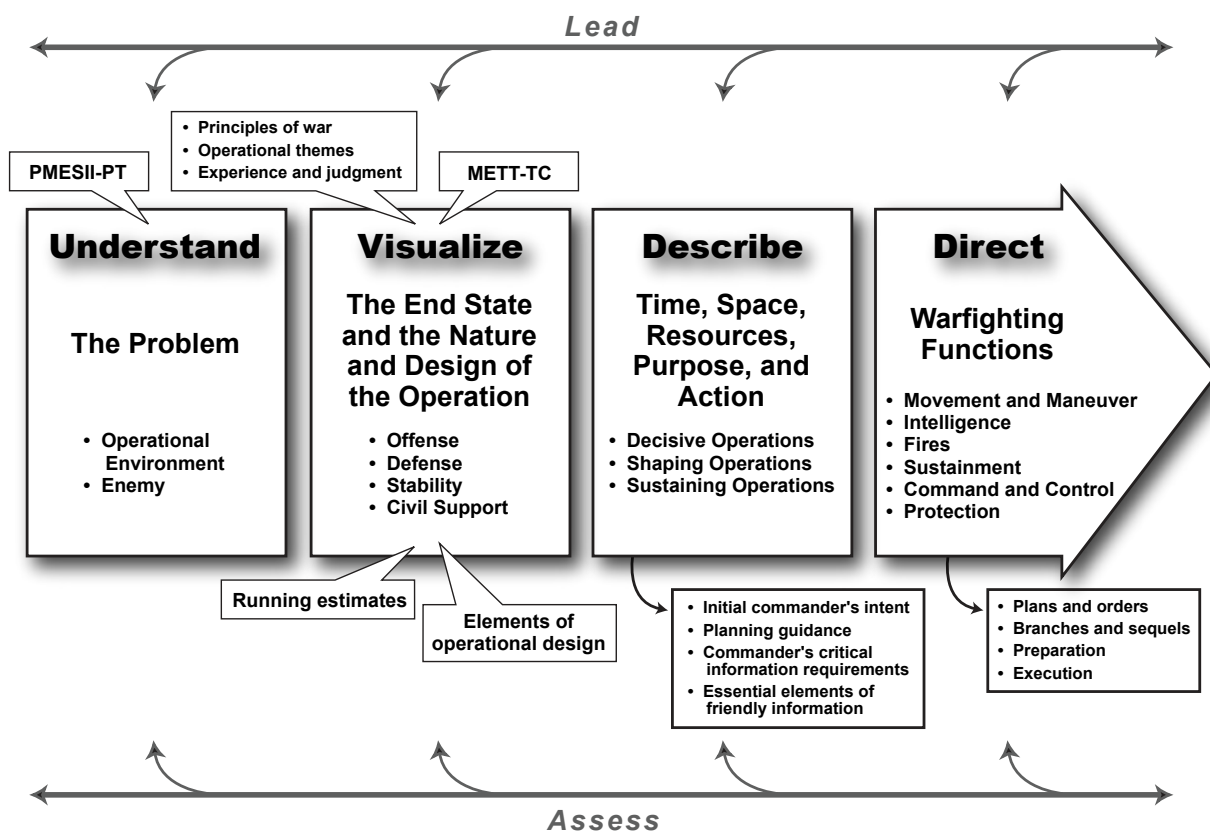 Lead
• Principles of war
• Operational themes
• Experience and judgment
PMESII-PT
METT-TC
Understand
The Problem
• Operational
Environment
• Enemy
Visualize
The End State
and the Nature
and Design of
the Operation
• Offense
• Defense
• Stability
• Civil Support
Describe
Time, Space,
Resources,
Purpose, and
Action
• Decisive Operations
• Shaping Operations
• Sustaining Operations
Direct
Warfighting
Functions
• Movement and Maneuver
• Intelligence
• Fires
• Sustainment
• Command and Control
• Protection
Running estimates
Elements of
operational design
• Initial commander's intent
• Planning guidance
• Commander's critical
information requirements
• Essential elements of
friendly information
• Plans and orders
• Branches and sequels
• Preparation
• Execution
Assess